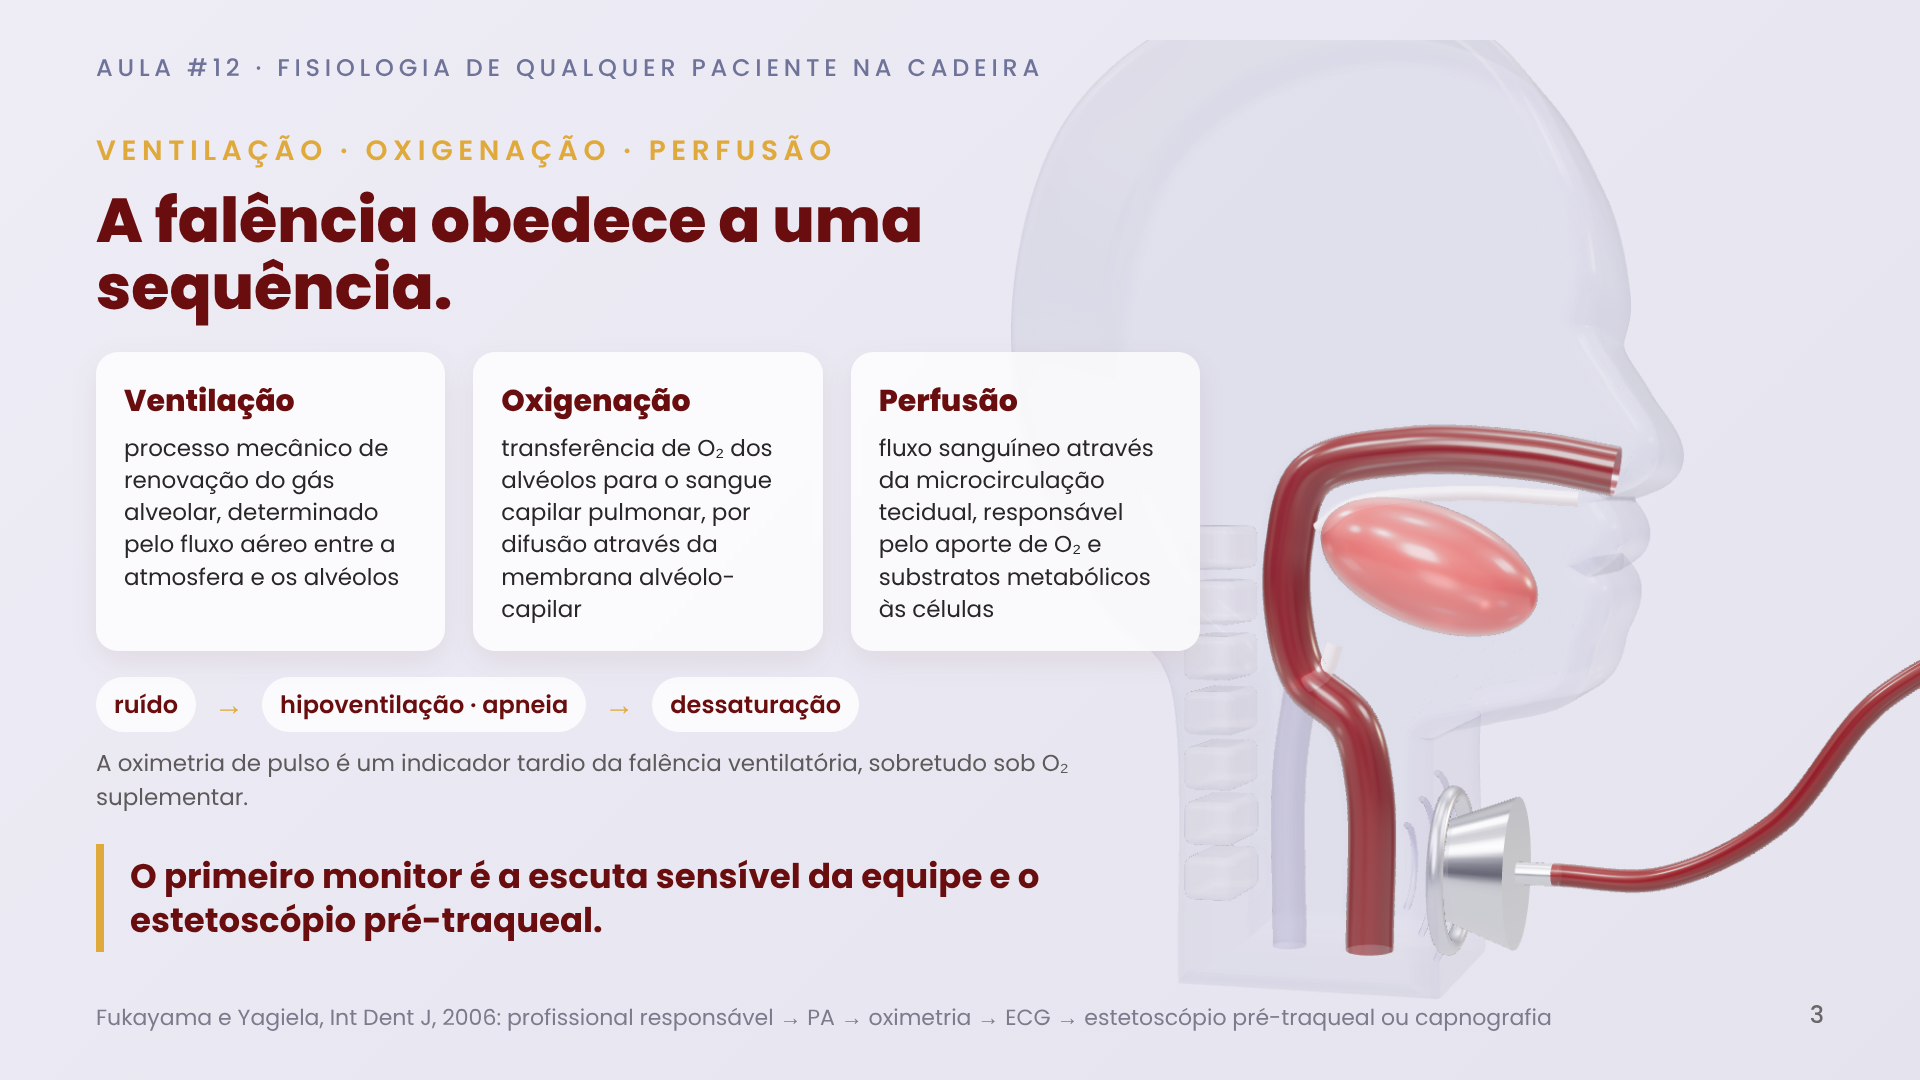 AULA #12 · FISIOLOGIA DE QUALQUER PACIENTE NA CADEIRA
VENTILAÇÃO · OXIGENAÇÃO · PERFUSÃO
A falência obedece a uma
sequência.
Ventilação
processo mecânico de
renovação do gás
alveolar, determinado
pelo fluxo aéreo entre a
atmosfera e os alvéolos
Oxigenação
transferência de O₂ dos
alvéolos para o sangue
capilar pulmonar, por
difusão através da
membrana alvéolo-
capilar
Perfusão
fluxo sanguíneo através
da microcirculação
tecidual, responsável
pelo aporte de O₂ e
substratos metabólicos
às células
ruído → hipoventilação · apneia → dessaturação
A oximetria de pulso é um indicador tardio da falência ventilatória, sobretudo sob O₂
suplementar.
O primeiro monitor é a escuta sensível da equipe e o
estetoscópio pré-traqueal.
Fukayama e Yagiela, Int Dent J, 2006: profissional responsável → PA → oximetria → ECG → estetoscópio pré-traqueal ou capnografia
3